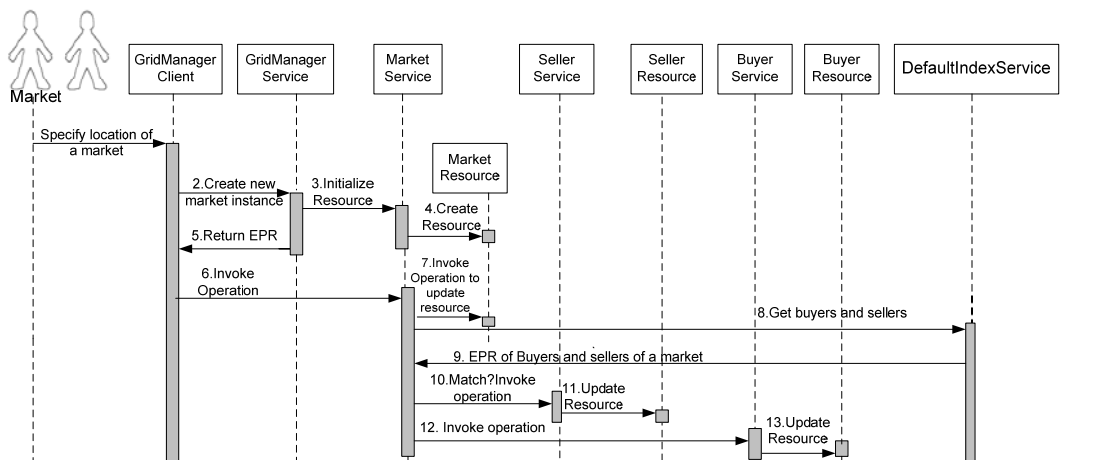 GridManager
Client
GridManager
Service
Market
Service
Seller
Service
Seller
Resource
Buyer
Service
Buyer
Resource
DefaultIndexService
Market
Specify location of
a market
Market
Resource
2.Create new
market instance
3.Initialize
Resource
4.Create
Resource
5.Return EPR
6.Invoke
Operation
7.Invoke
Operation to
update
resource
8.Get buyers and sellers
9. EPR of Buyers and sellers of a market
10.Match?Invoke
operation
11.Update
Resource
12. Invoke operation
13.Update
Resource